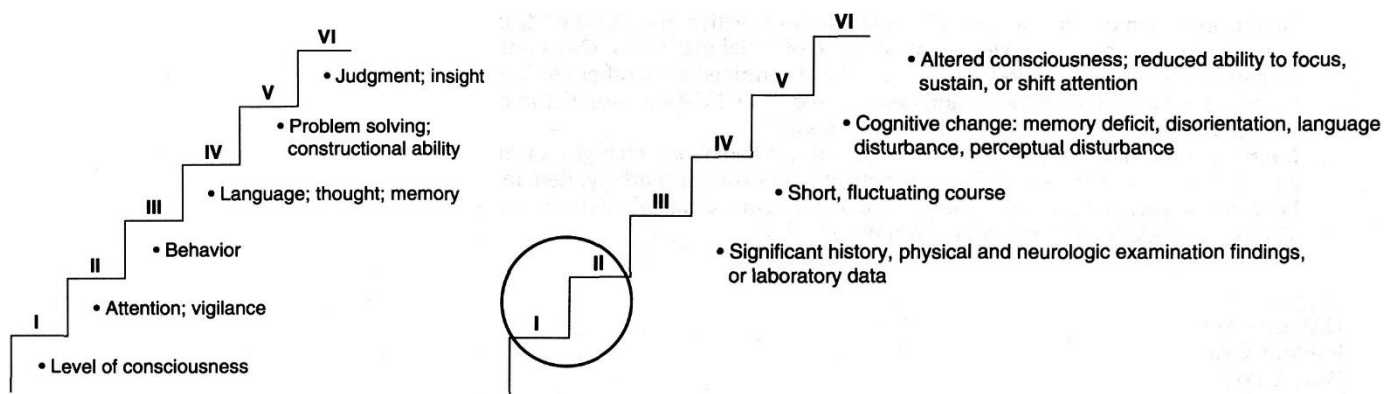 VI
• Judgment; insight
V
• Problem solving;
constructional ability
IV
• Language; thought; memory
III
• Behavior
II
• Attention; vigilance
I
• Level of consciousness
VI
• Altered consciousness; reduced ability to focus,
sustain, or shift attention
V
• Cognitive change: memory deficit, disorientation, language
disturbance, perceptual disturbance
IV
• Short, fluctuating course
III
• Significant history, physical and neurologic examination findings,
or laboratory data
II
I